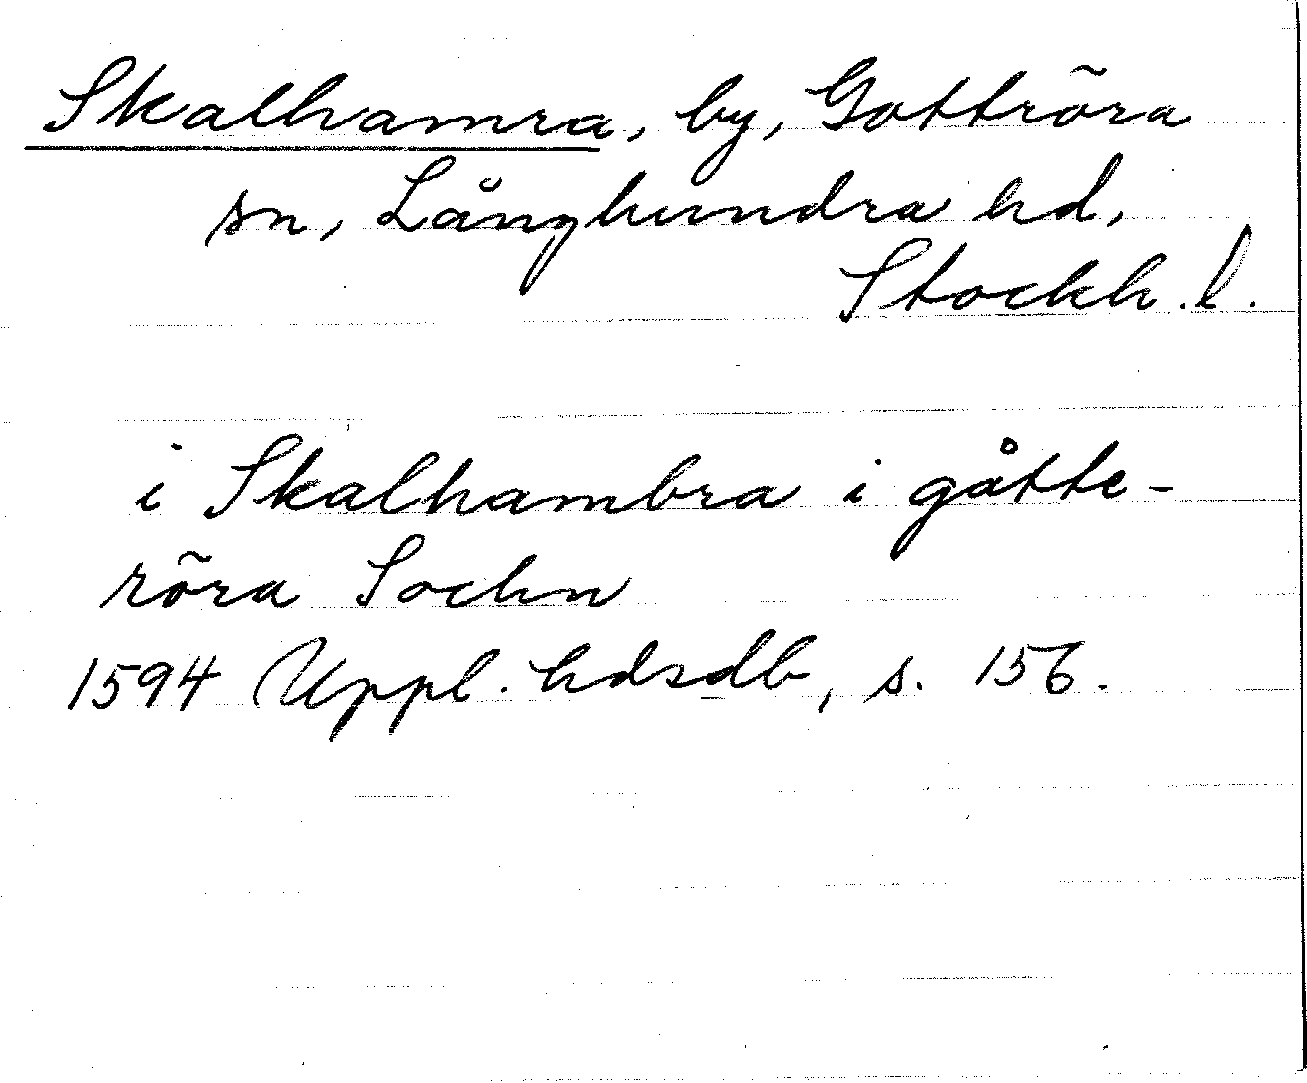 Skalhamra, by, Gottröra
sn, Långhundra hd,
Stockh. l.
i Skalhambra i gåtte-
röra Sochn
1594 Uppl. hdsdb, s. 156.